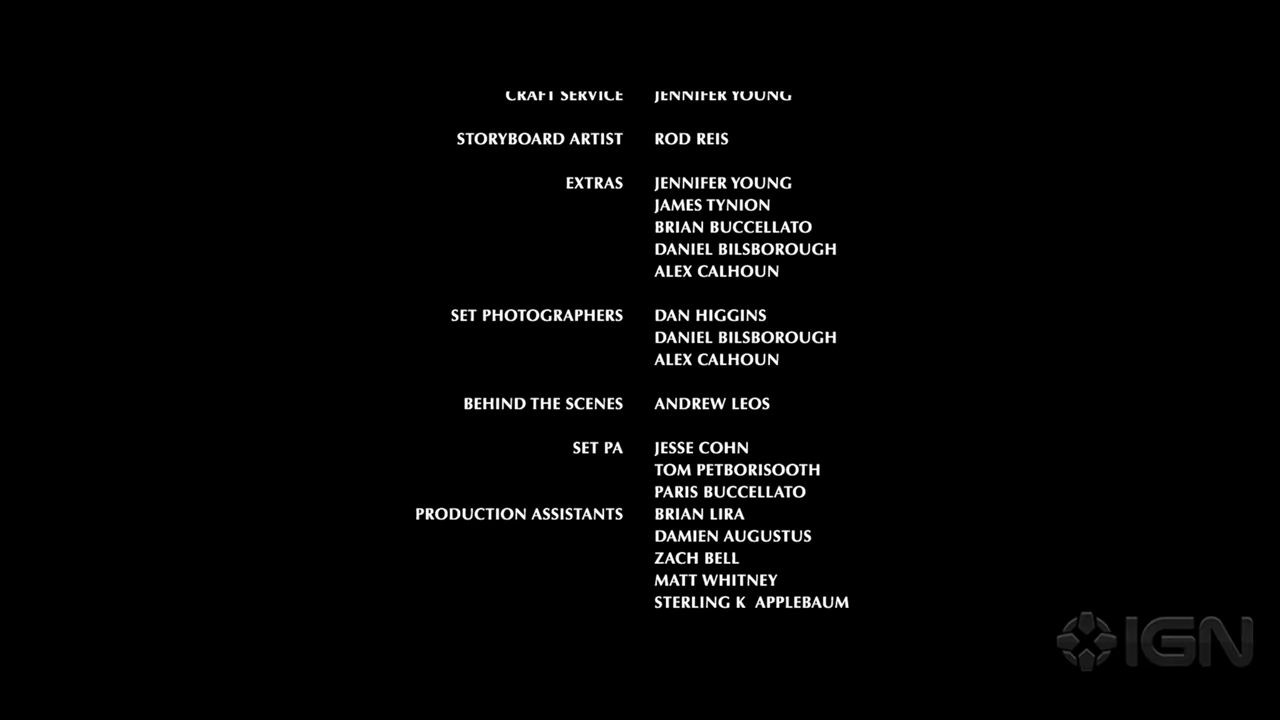 CRAFT SERVICE JENNIFER YOUNG
STORYBOARD ARTIST ROD REIS
EXTRAS JENNIFER YOUNG
JAMES TYNION
BRIAN BUCCELLATO
DANIEL BILSBOROUGH
ALEX CALHOUN
SET PHOTOGRAPHERS DAN HIGGINS
DANIEL BILSBOROUGH
ALEX CALHOUN
BEHIND THE SCENES ANDREW LEOS
SET PA JESSE COHN
TOM PETBORISOOTH
PARIS BUCCELLATO
PRODUCTION ASSISTANTS BRIAN LIRA
DAMIEN AUGUSTUS
ZACH BELL
MATT WHITNEY
STERLING K APPLEBAUM
IGN